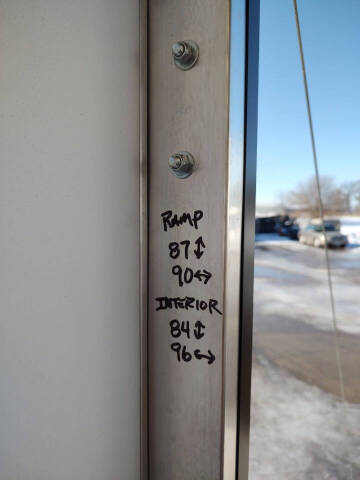 RAMP
87↕
90↔
INTERIOR
84↕
96↔